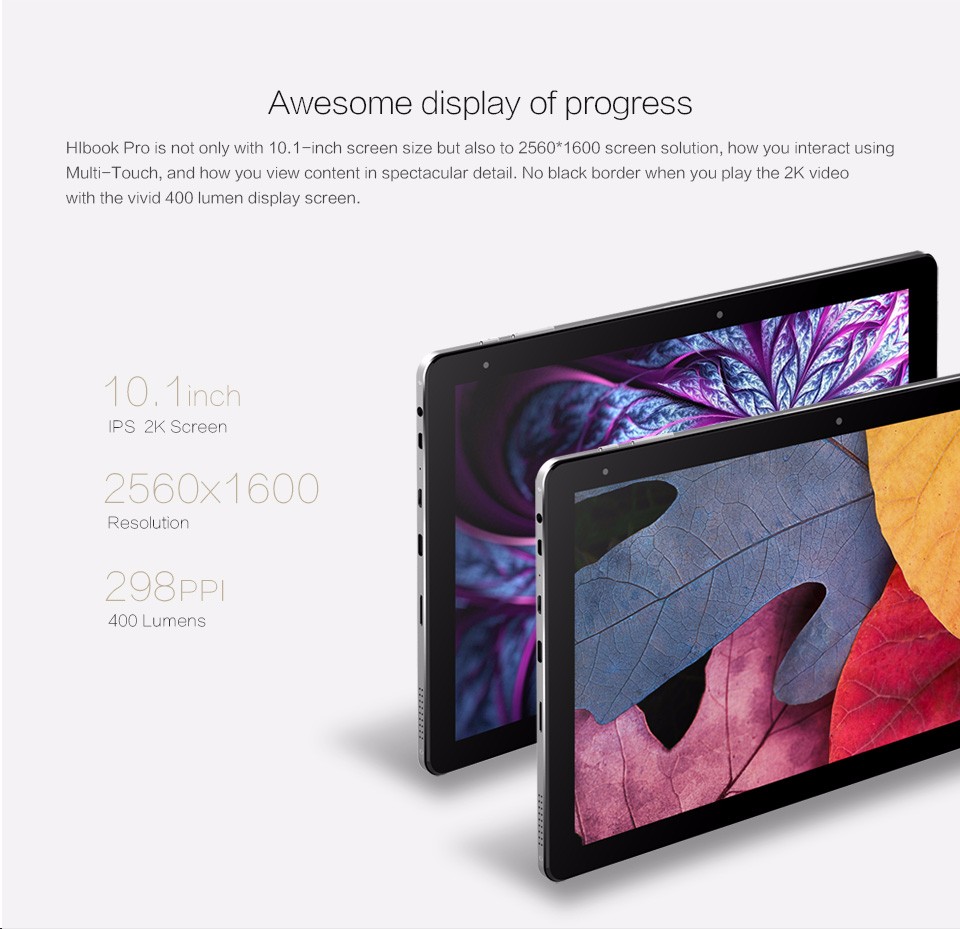 Awesome display of progress
HIbook Pro is not only with 10.1-inch screen size but also to 2560*1600 screen solution, how you interact using
Multi-Touch, and how you view content in spectacular detail. No black border when you play the 2K video
with the vivid 400 lumen display screen.
10.1inch
IPS 2K Screen
2560x1600
Resolution
298PPI
400 Lumens